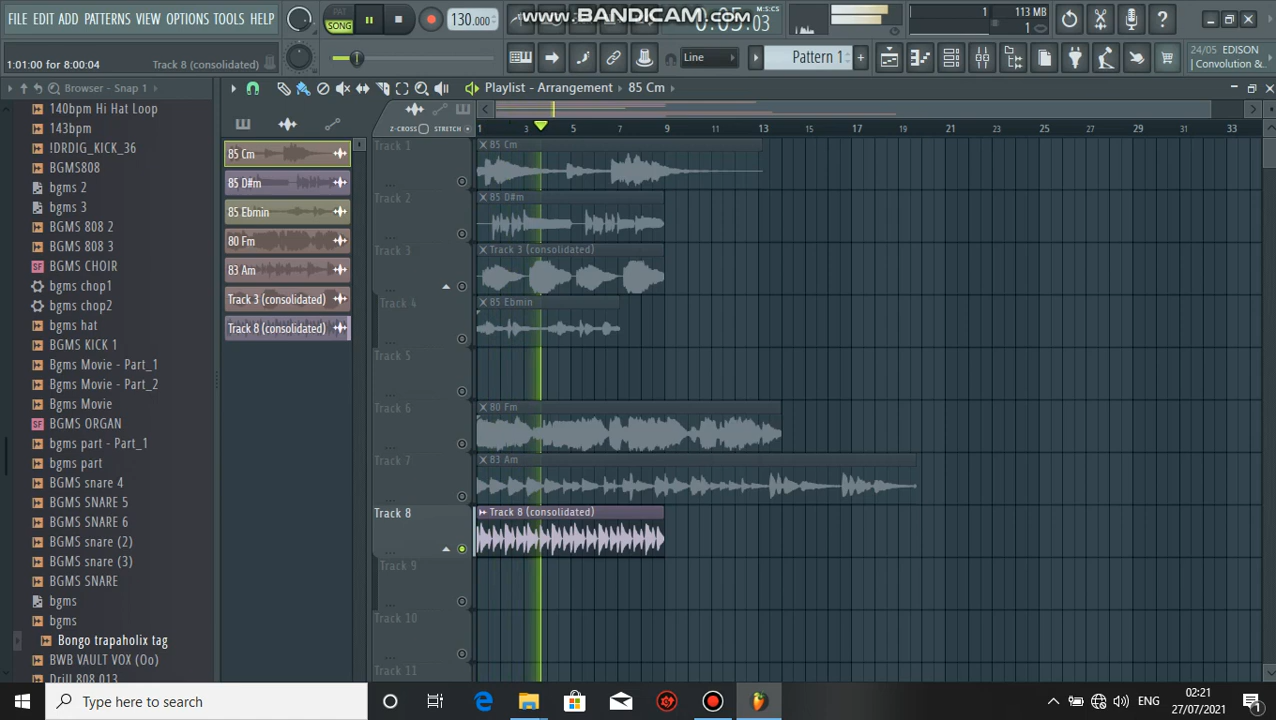 FILE EDIT ADD PATTERNS VIEW OPTIONS TOOLS HELP
PAT
SONG
130.000
www.BANDICAM.com
0:05:03
M:S:CS
1
113 MB
1
1:01:00 for 8:00:04
Track 8 (consolidated)
Line
Pattern 1
24/05 EDISON
| Convolution &
Browser - Snap 1
Playlist - Arrangement
85 Cm
Z-CROSS
STRETCH
1 3 5 7 9 11 13 15 17 19 21 23 25 27 29 31 33
140bpm Hi Hat Loop
143bpm
!DRDIG_KICK_36
BGMS808
bgms 2
bgms 3
BGMS 808 2
BGMS 808 3
BGMS CHOIR
bgms chop1
bgms chop2
bgms hat
BGMS KICK 1
Bgms Movie - Part_1
Bgms Movie - Part_2
Bgms Movie
BGMS ORGAN
bgms part - Part_1
bgms part
BGMS snare 4
BGMS SNARE 5
BGMS SNARE 6
BGMS snare (2)
BGMS snare (3)
BGMS SNARE
bgms
bgms
Bongo trapaholix tag
BWB VAULT VOX (Oo)
Drill 808 013
85 Cm
85 D#m
85 Ebmin
80 Fm
83 Am
Track 3 (consolidated)
Track 8 (consolidated)
Track 1
85 Cm
Track 2
85 D#m
Track 3
Track 3 (consolidated)
Track 4
85 Ebmin
Track 5
Track 6
80 Fm
Track 7
83 Am
Track 8
Track 8 (consolidated)
Track 9
Track 10
Track 11
Type here to search
ENG
02:21
27/07/2021
1